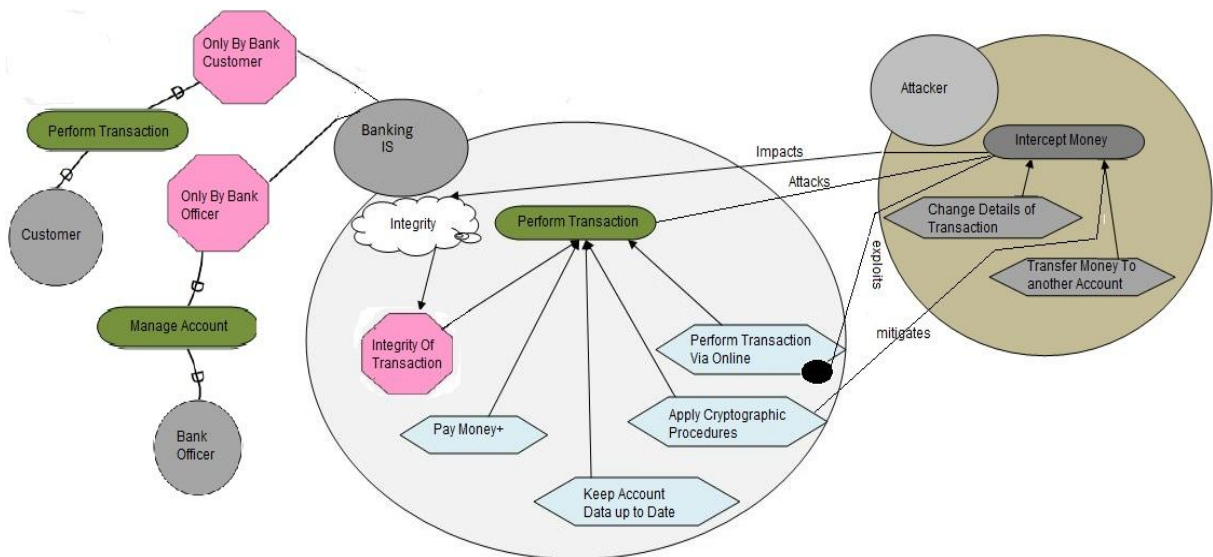 Only By Bank
Customer
D
Perform Transaction
D
Customer
Only By Bank
Officer
D
Manage Account
D
Bank
Officer
Banking
IS
Integrity
Perform Transaction
Integrity Of
Transaction
Pay Money+
Keep Account
Data up to Date
Apply Cryptographic
Procedures
Perform Transaction
Via Online
Impacts
Attacks
exploits
mitigates
Attacker
Intercept Money
Change Details of
Transaction
Transfer Money To
another Account